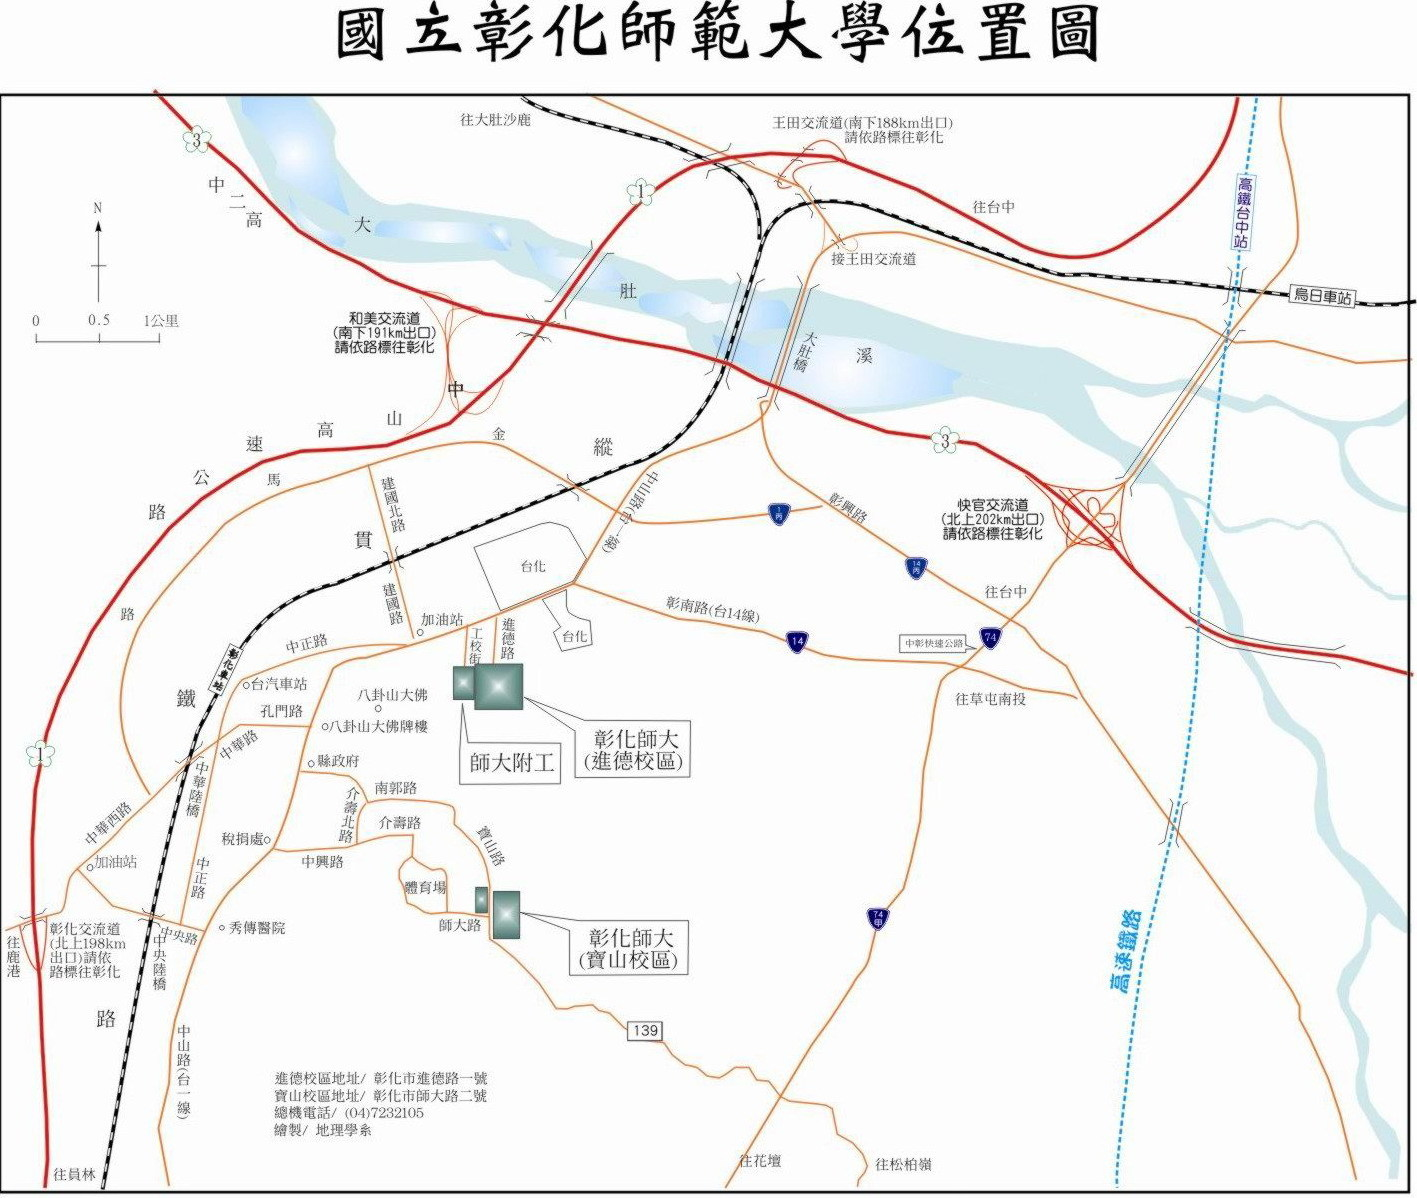 國立彰化師範大學位置圖
往大肚沙鹿
王田交流道(南下188km出口)
請依路標往彰化
3
中二高
1
高鐵台中站
往台中
N
大
接王田交流道
烏日車站
肚
0 0.5 1公里
和美交流道
(南下191km出口)
請依路標往彰化
大肚橋
溪
中
山
高
速
公
路
金
馬
路
縱
貫
鐵
路
3
建國北路
中山路(台一線)
1丙
彰興路
快官交流道
(北上202km出口)
請依路標往彰化
台化
14丙
往台中
建國路
加油站
工校街
進德路
台化
彰南路(台14線)
14
中彰快速公路
74
中正路
彰化車站
台汽車站
八卦山大佛
往草屯南投
孔門路
八卦山大佛牌樓
中華路
彰化師大
(進德校區)
師大附工
1
縣政府
中華陸橋
介壽北路
南郭路
中華西路
介壽路
寶山路
稅捐處
中興路
加油站
中正路
體育場
師大路
74甲
彰化交流道
(北上198km
出口)請依
路標往彰化
往鹿港
中央路
秀傳醫院
彰化師大
(寶山校區)
中央陸橋
高速鐵路
139
中山路(台一線)
進德校區地址/ 彰化市進德路一號
寶山校區地址/ 彰化市師大路二號
總機電話/ (04)7232105
繪製/ 地理學系
往員林
往花壇
往松柏嶺